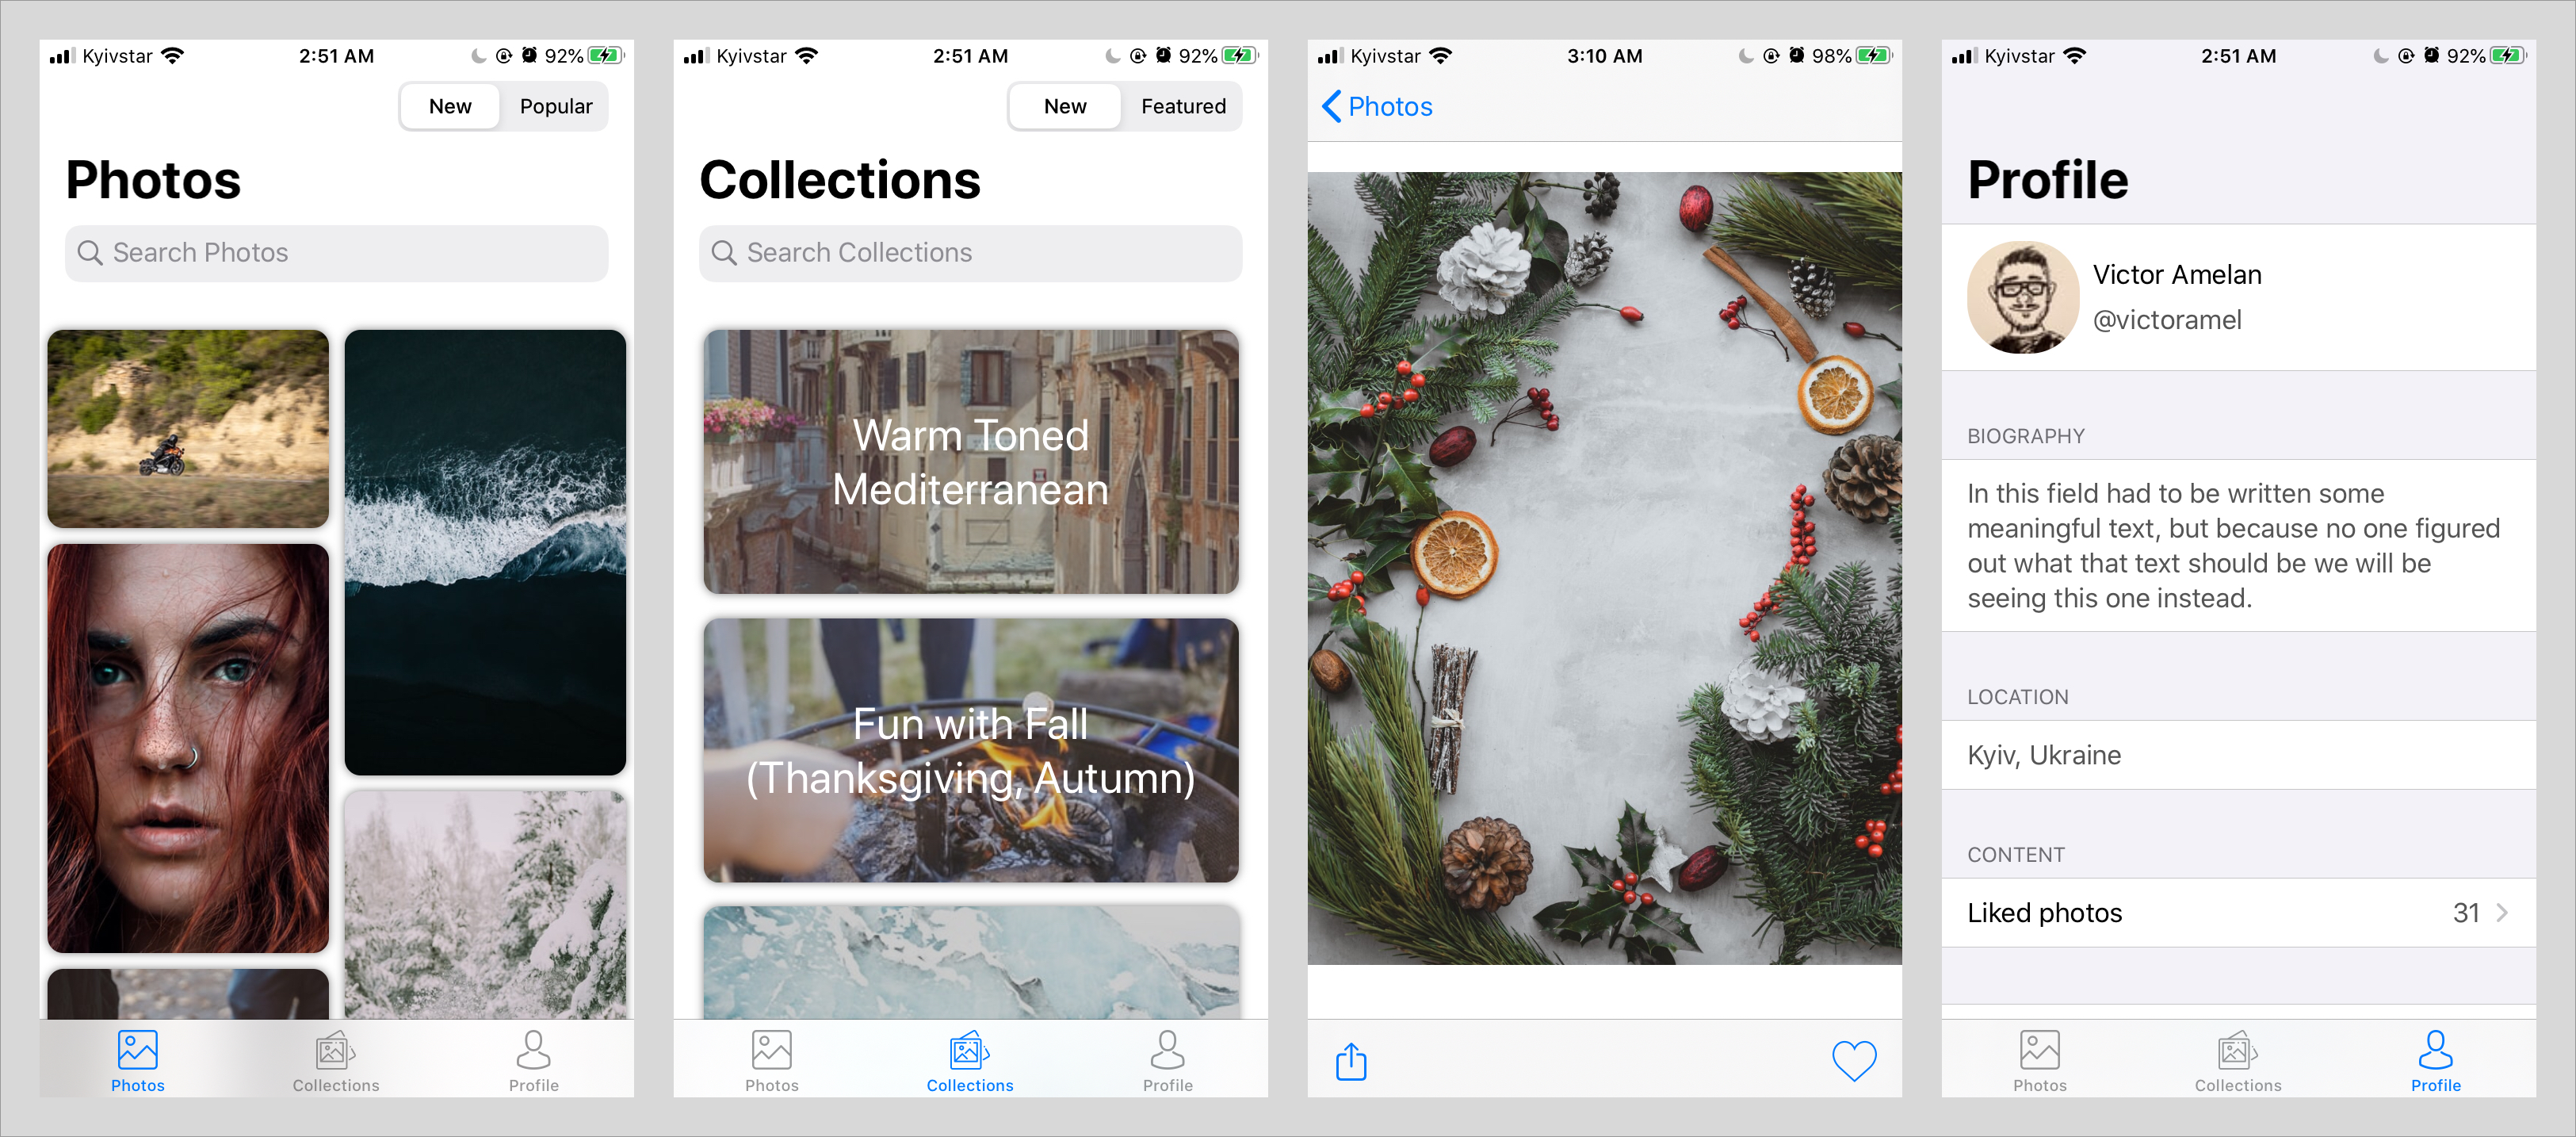 Kyivstar 2:51 AM 92%
New Popular
Photos
Search Photos
Photos Collections Profile
Kyivstar 2:51 AM 92%
New Featured
Collections
Search Collections
Warm Toned
Mediterranean
Fun with Fall
(Thanksgiving, Autumn)
Photos Collections Profile
Kyivstar 3:10 AM 98%
Photos
Kyivstar 2:51 AM 92%
Profile
Victor Amelan
@victoramel
BIOGRAPHY
In this field had to be written some
meaningful text, but because no one figured
out what that text should be we will be
seeing this one instead.
LOCATION
Kyiv, Ukraine
CONTENT
Liked photos 31
Photos Collections Profile